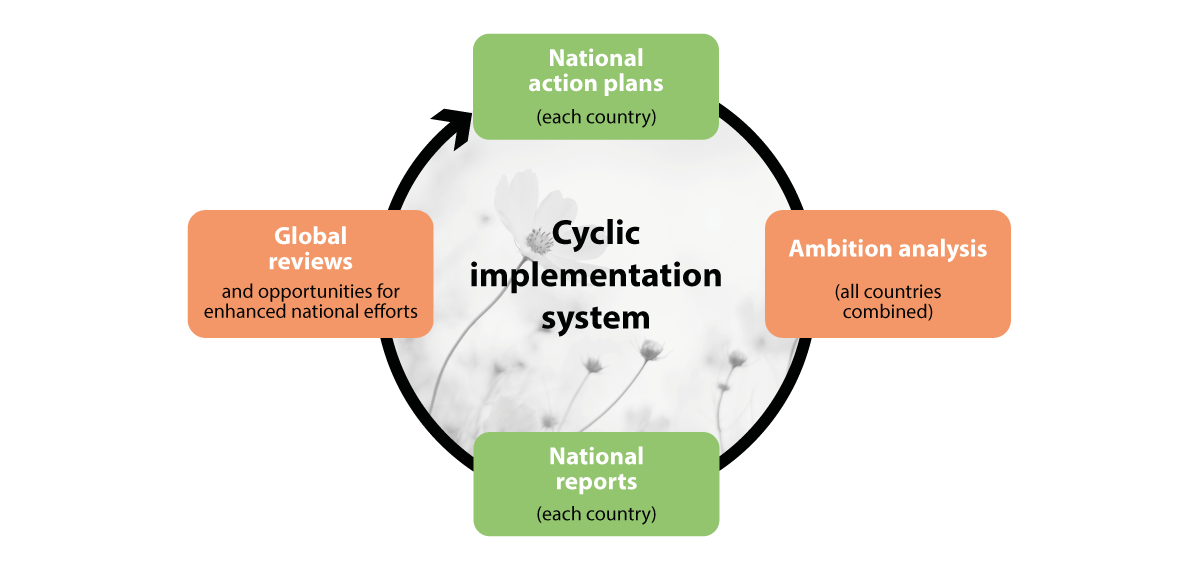 National
action plans
(each country)
Global
reviews
and opportunities for
enhanced national efforts
Cyclic
implementation
system
Ambition analysis
(all countries
combined)
National
reports
(each country)